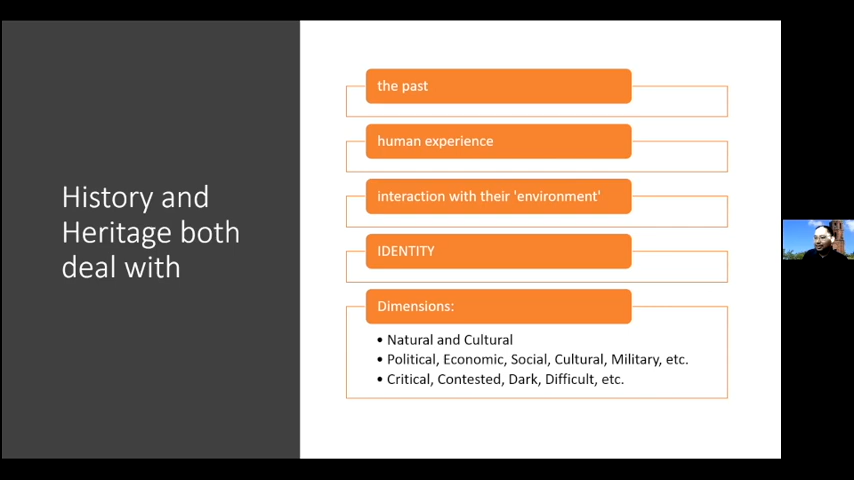 History and
Heritage both
deal with
the past
human experience
interaction with their 'environment'
IDENTITY
Dimensions:
• Natural and Cultural
• Political, Economic, Social, Cultural, Military, etc.
• Critical, Contested, Dark, Difficult, etc.